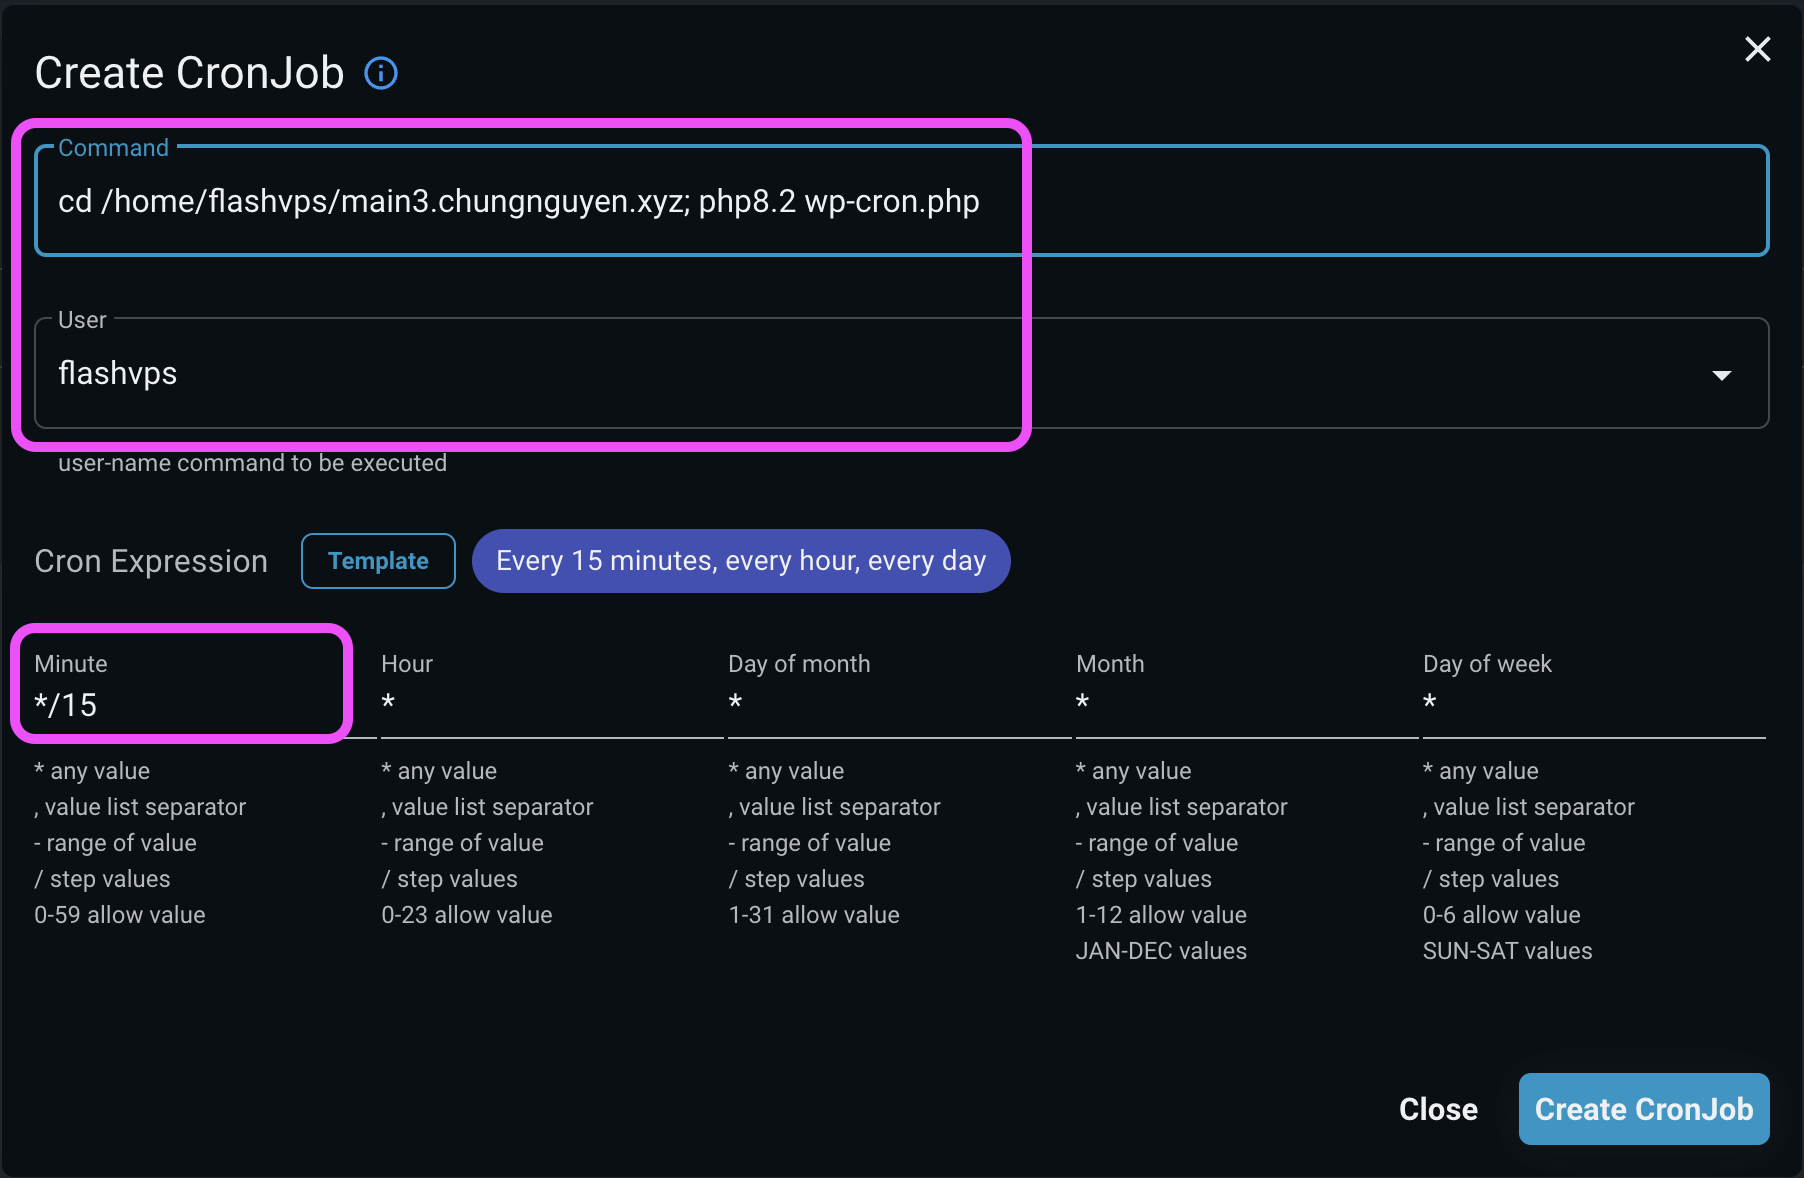 Create CronJob
Command
cd /home/flashvps/main3.chungnguyen.xyz; php8.2 wp-cron.php
User
flashvps
user-name command to be executed
Cron Expression Template Every 15 minutes, every hour, every day
Minute Hour Day of month Month Day of week
*/15 * * * *
* any value * any value * any value * any value * any value
, value list separator , value list separator , value list separator , value list separator , value list separator
- range of value - range of value - range of value - range of value - range of value
/ step values / step values / step values / step values / step values
0-59 allow value 0-23 allow value 1-31 allow value 1-12 allow value 0-6 allow value
JAN-DEC values SUN-SAT values
Close Create CronJob